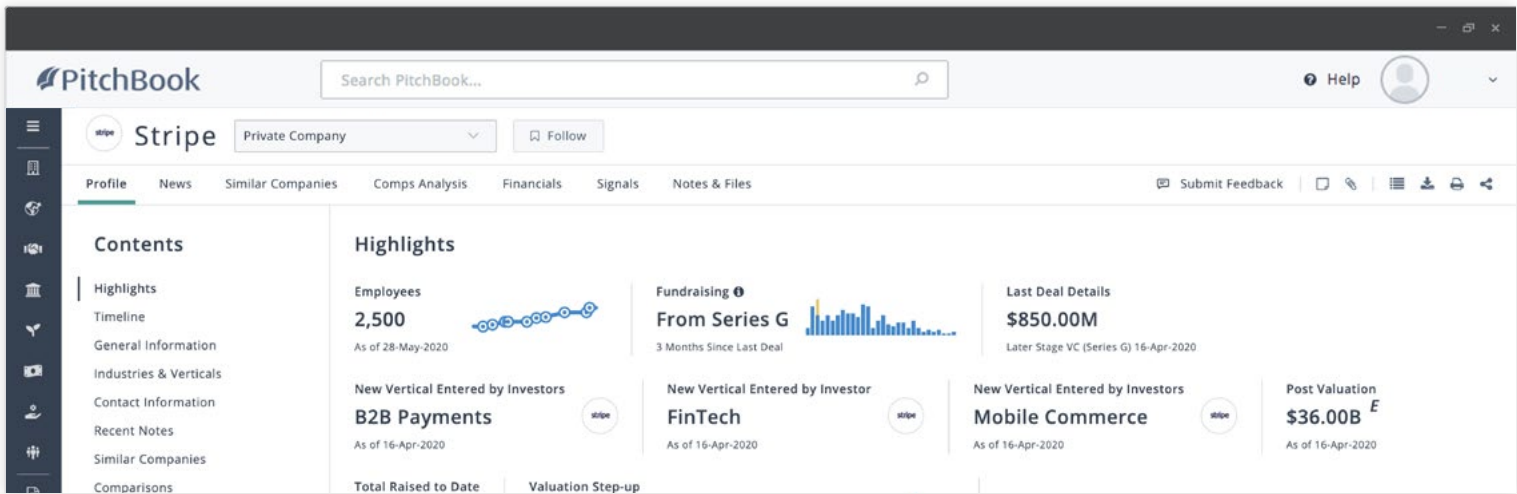 PitchBook
Search PitchBook...
Help
stripe
Stripe
Private Company
Follow
Profile
News
Similar Companies
Comps Analysis
Financials
Signals
Notes & Files
Submit Feedback
Contents
Highlights
Timeline
General Information
Industries & Verticals
Contact Information
Recent Notes
Similar Companies
Comparisons
Highlights
Employees
2,500
As of 28-May-2020
Fundraising
From Series G
3 Months Since Last Deal
Last Deal Details
$850.00M
Later Stage VC (Series G) 16-Apr-2020
New Vertical Entered by Investors
B2B Payments
As of 16-Apr-2020
stripe
New Vertical Entered by Investor
FinTech
As of 16-Apr-2020
stripe
New Vertical Entered by Investors
Mobile Commerce
As of 16-Apr-2020
stripe
Post Valuation
$36.00B E
As of 16-Apr-2020
Total Raised to Date
Valuation Step-up